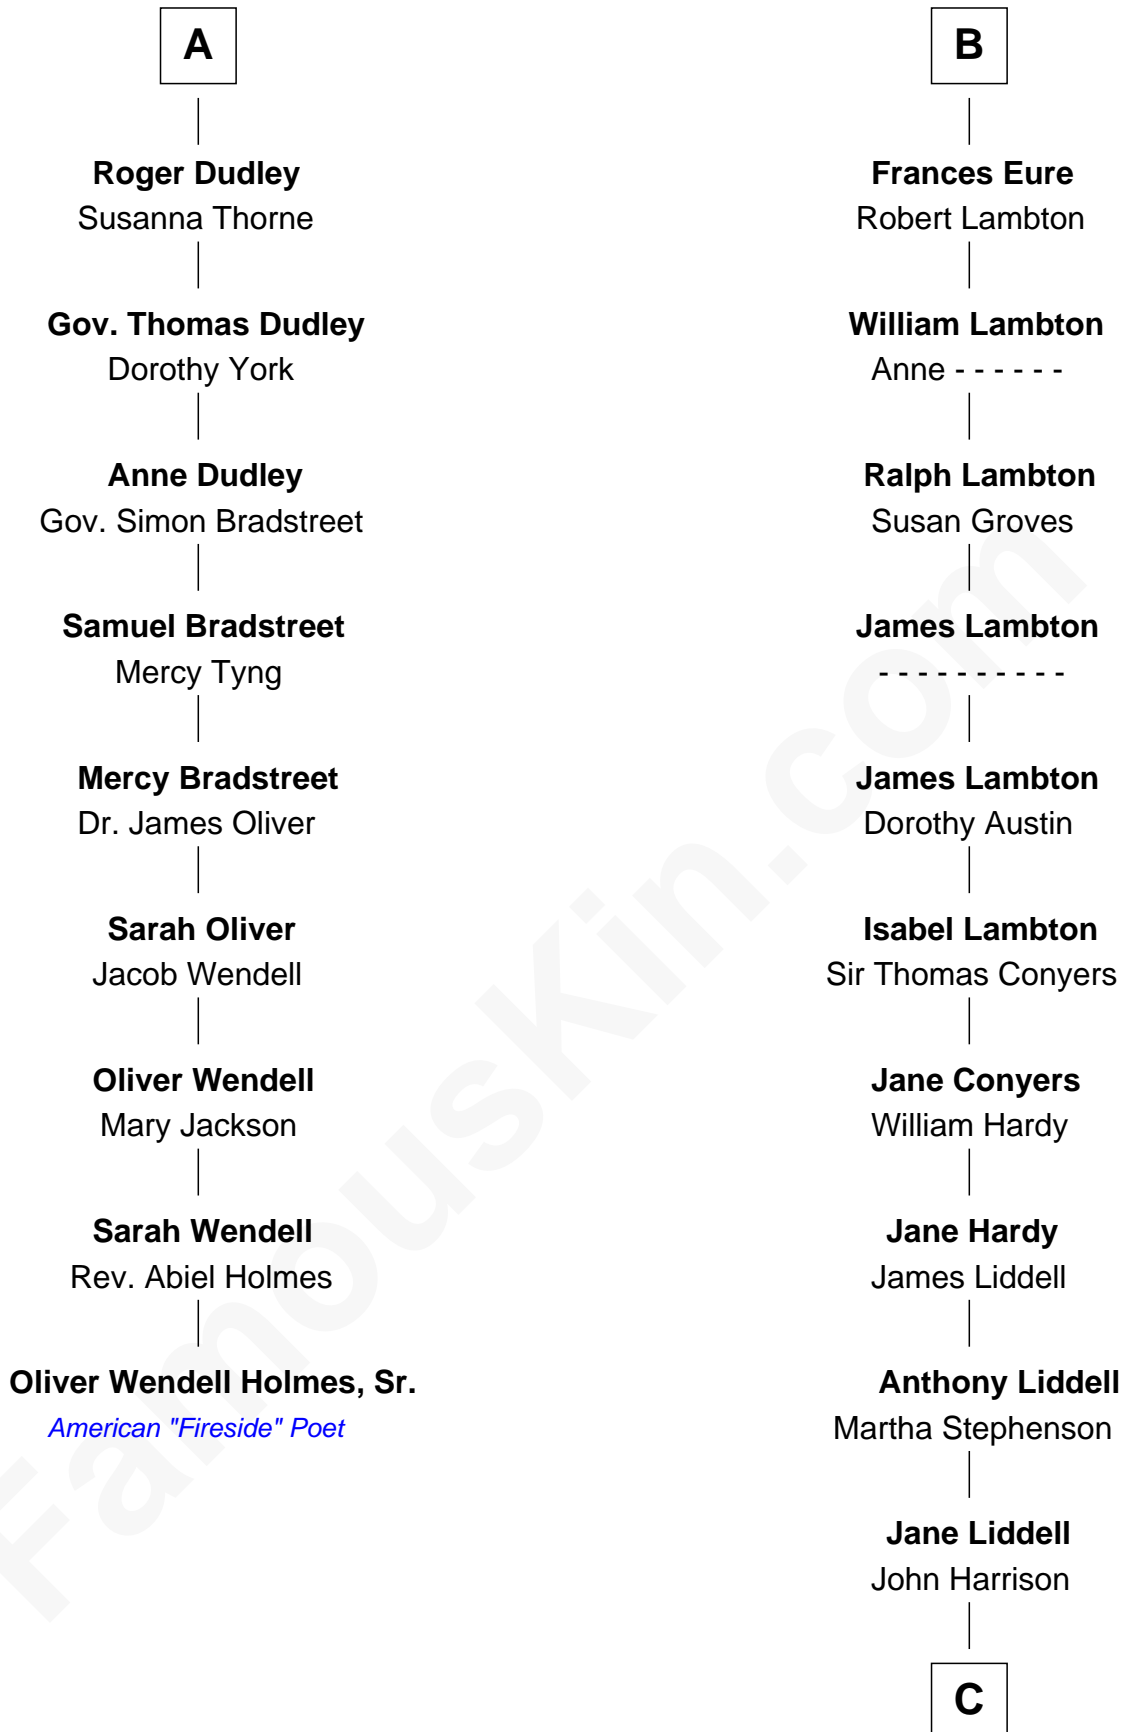 A
Roger Dudley
Susanna Thorne
Gov. Thomas Dudley
Dorothy York
Anne Dudley
Gov. Simon Bradstreet
Samuel Bradstreet
Mercy Tyng
Mercy Bradstreet
Dr. James Oliver
Sarah Oliver
Jacob Wendell
Oliver Wendell
Mary Jackson
Sarah Wendell
Rev. Abiel Holmes
Oliver Wendell Holmes, Sr.
American "Fireside" Poet
B
Frances Eure
Robert Lambton
William Lambton
Anne - - - - - -
Ralph Lambton
Susan Groves
James Lambton
- - - - - - - - - -
James Lambton
Dorothy Austin
Isabel Lambton
Sir Thomas Conyers
Jane Conyers
William Hardy
Jane Hardy
James Liddell
Anthony Liddell
Martha Stephenson
Jane Liddell
John Harrison
C
FamousKin.com